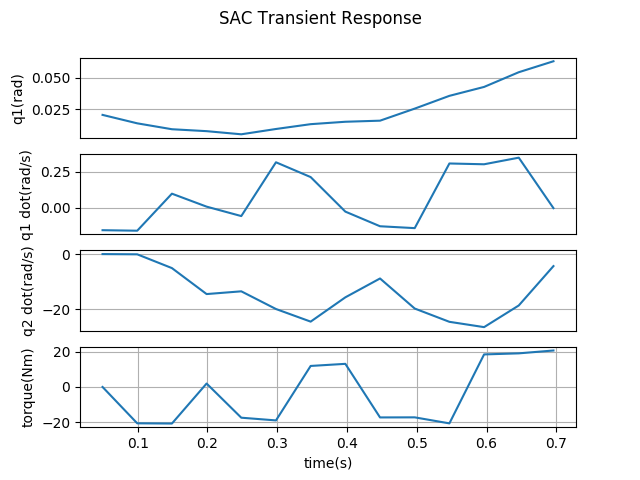 SAC Transient Response
q1(rad)
0.050
0.025
q1 dot(rad/s)
0.25
0.00
q2 dot(rad/s)
0
−20
torque(Nm)
20
0
−20
0.1 0.2 0.3 0.4 0.5 0.6 0.7
time(s)